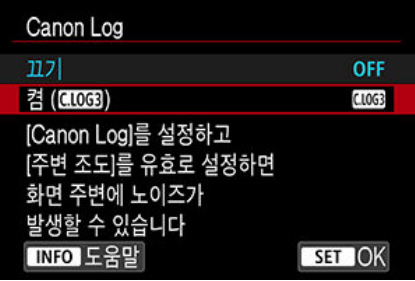 Canon Log
끄기 OFF
켬 (C.LOG3) C.LOG3
[Canon Log]를 설정하고
[주변 조도]를 유효로 설정하면
화면 주변에 노이즈가
발생할 수 있습니다
INFO 도움말 SET OK